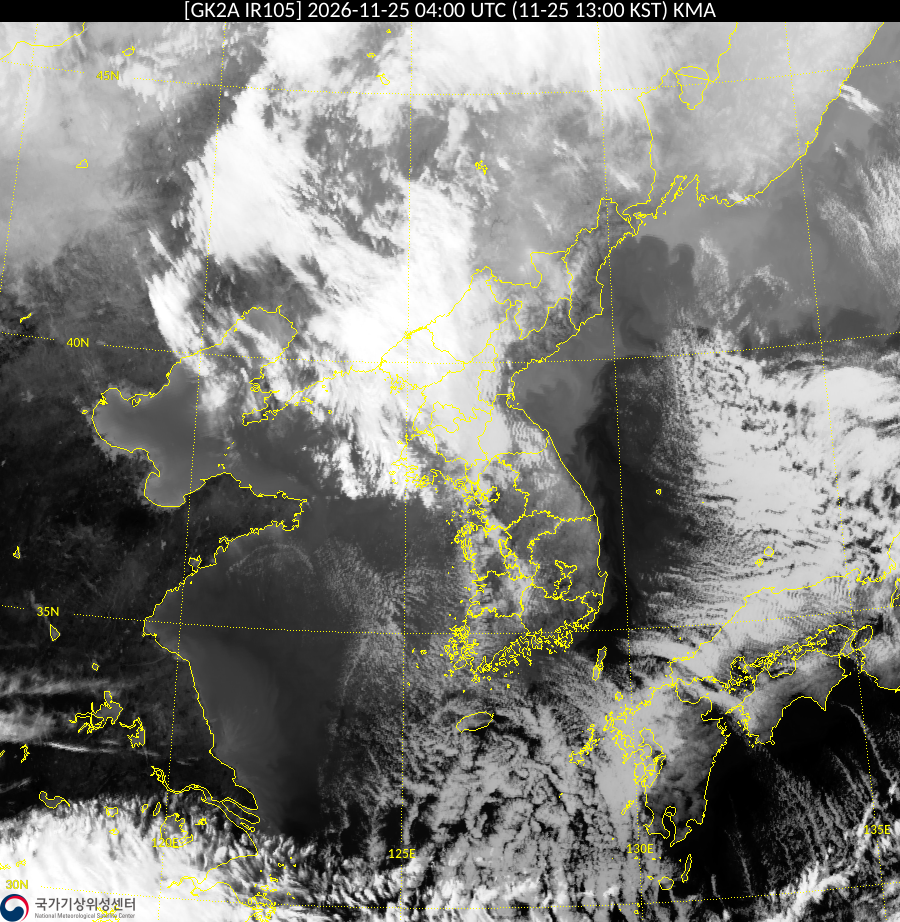 [GK2A IR105] 2026-11-25 04:00 UTC (11-25 13:00 KST) KMA
45N
40N
35N
120E
125E
130E
135E
30N
국가기상위성센터
National Meteorological Satellite Center